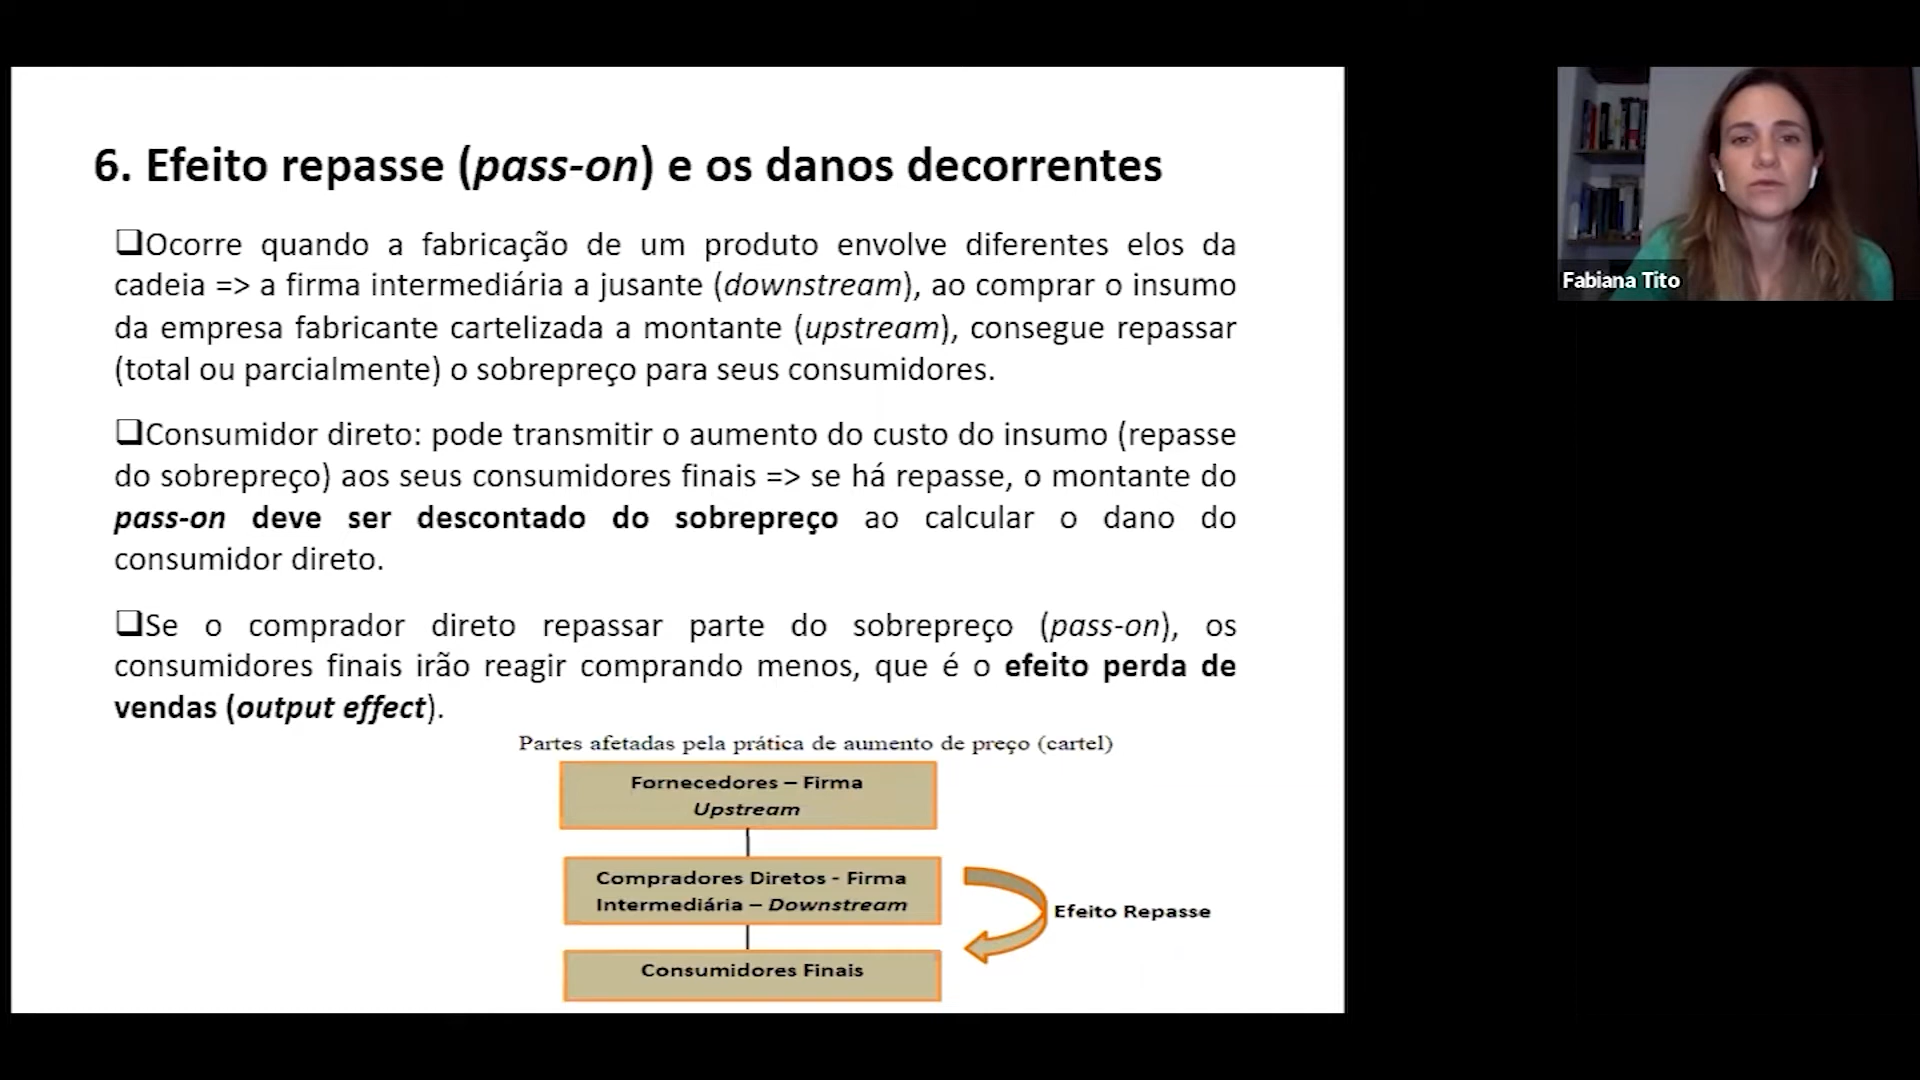 6. Efeito repasse (pass-on) e os danos decorrentes
❑Ocorre quando a fabricação de um produto envolve diferentes elos da
cadeia => a firma intermediária a jusante (downstream), ao comprar o insumo
da empresa fabricante cartelizada a montante (upstream), consegue repassar
(total ou parcialmente) o sobrepreço para seus consumidores.
❑Consumidor direto: pode transmitir o aumento do custo do insumo (repasse
do sobrepreço) aos seus consumidores finais => se há repasse, o montante do
pass-on deve ser descontado do sobrepreço ao calcular o dano do
consumidor direto.
❑Se o comprador direto repassar parte do sobrepreço (pass-on), os
consumidores finais irão reagir comprando menos, que é o efeito perda de
vendas (output effect).
Partes afetadas pela prática de aumento de preço (cartel)
Fornecedores – Firma
Upstream
Compradores Diretos - Firma
Intermediária – Downstream
Efeito Repasse
Consumidores Finais
Fabiana Tito